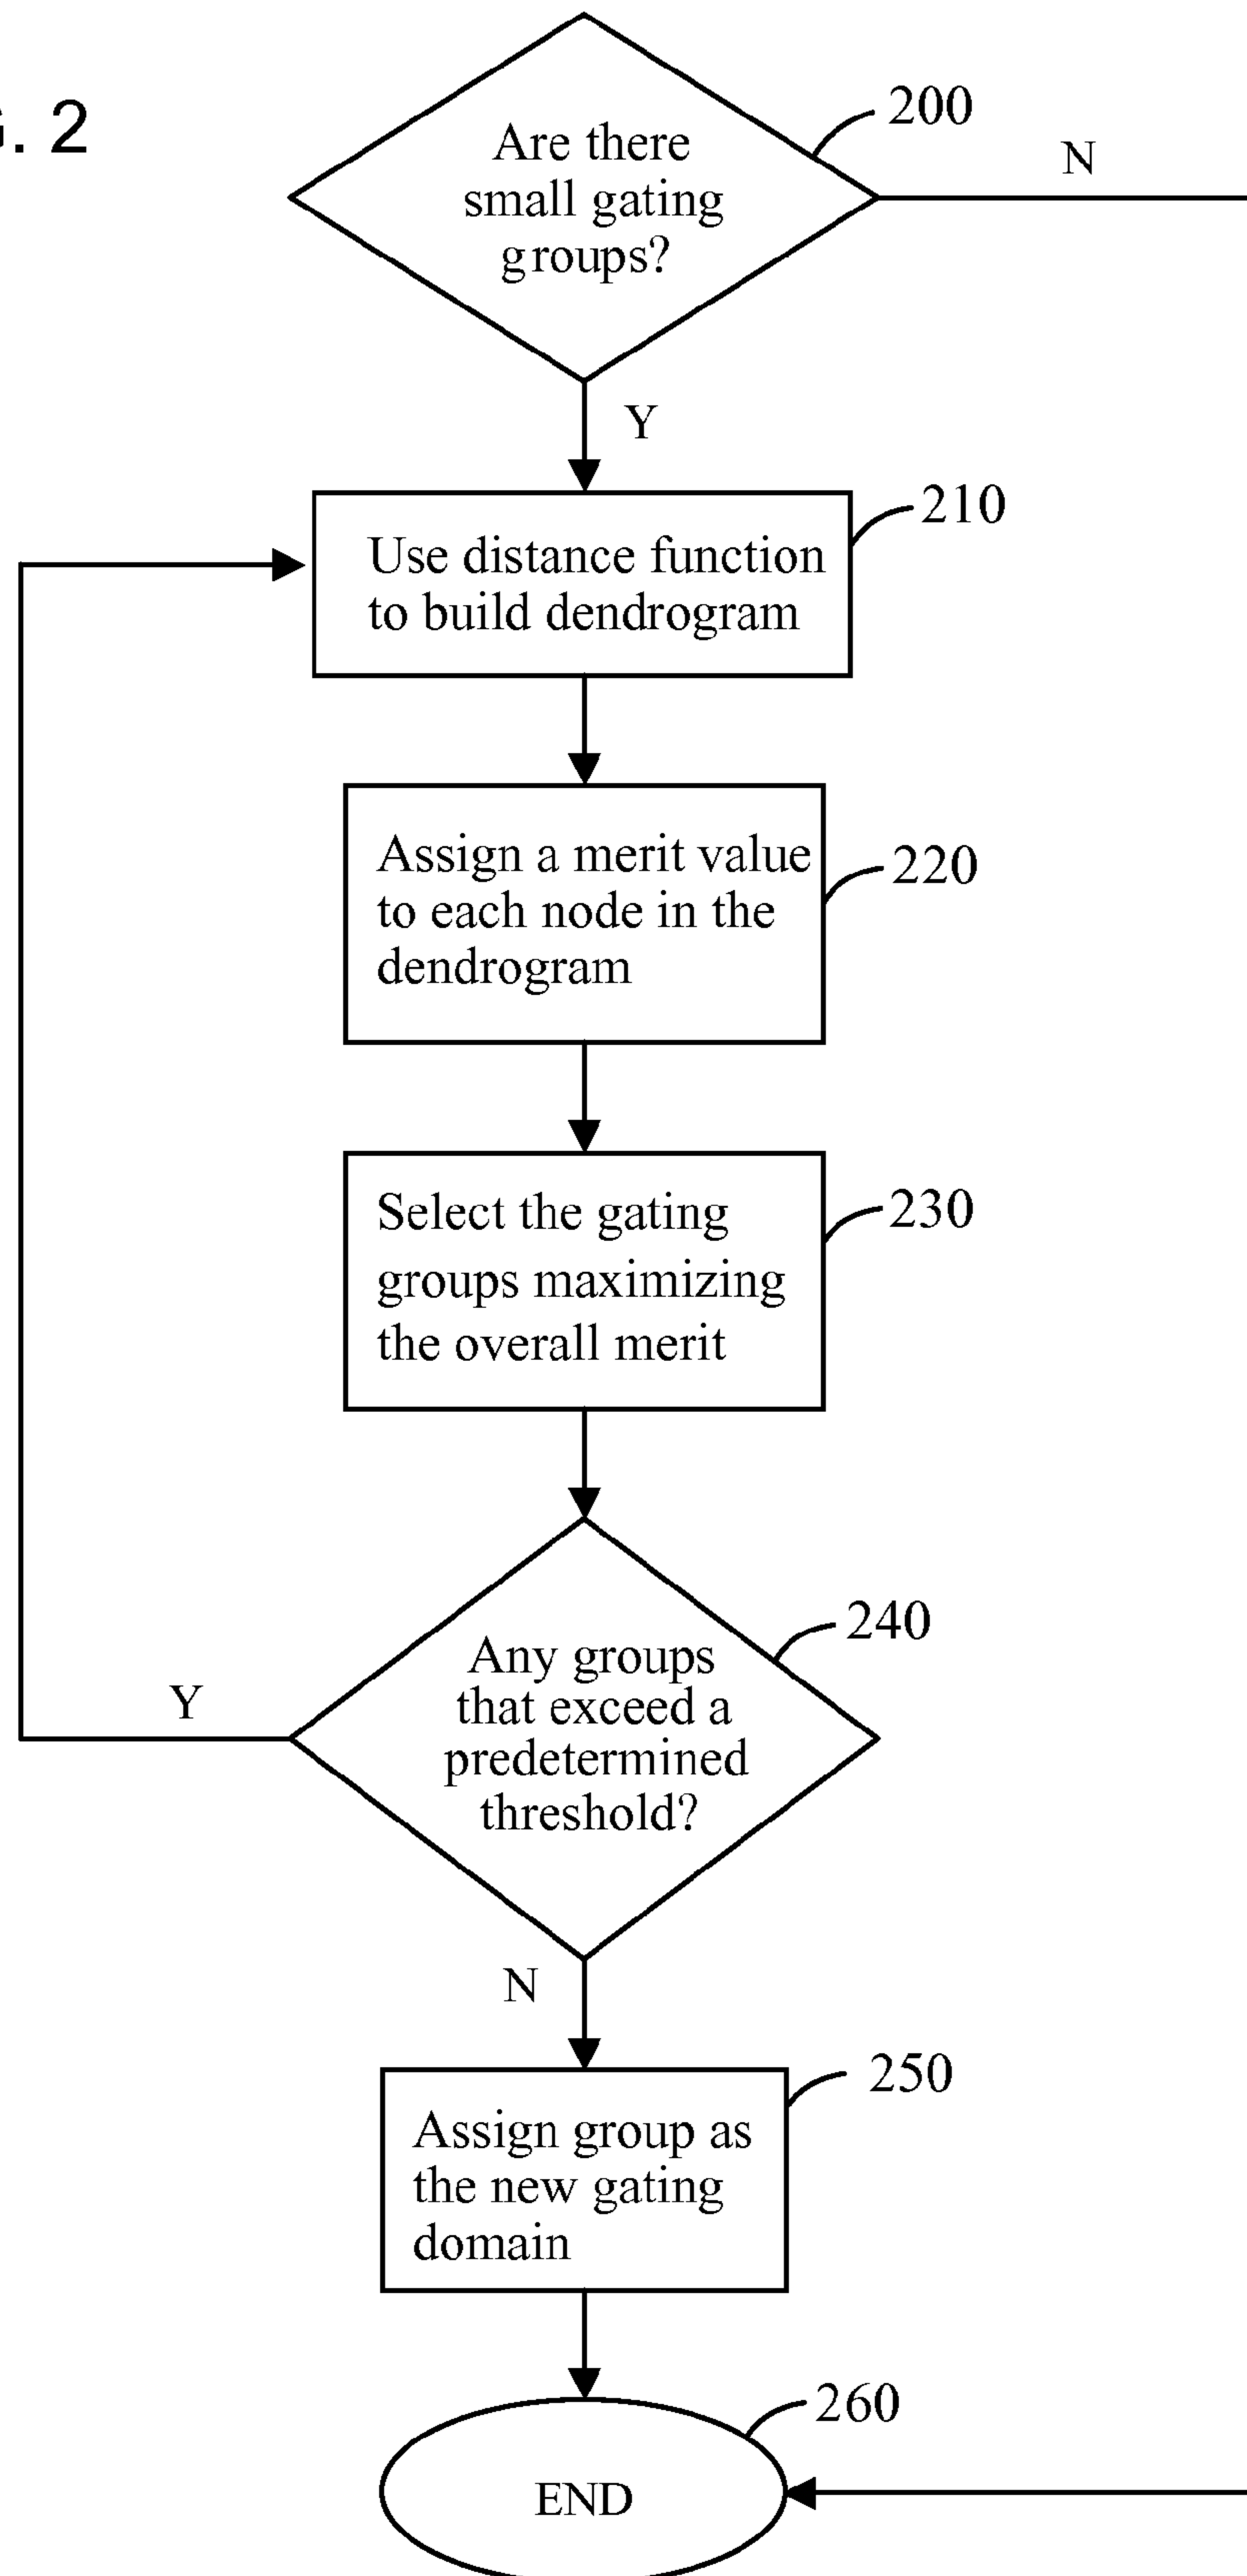 G. 2
200
Are there
small gating
groups?
N
Y
210
Use distance function
to build dendrogram
220
Assign a merit value
to each node in the
dendrogram
230
Select the gating
groups maximizing
the overall merit
240
Any groups
that exceed a
predetermined
threshold?
Y
N
250
Assign group as
the new gating
domain
260
END